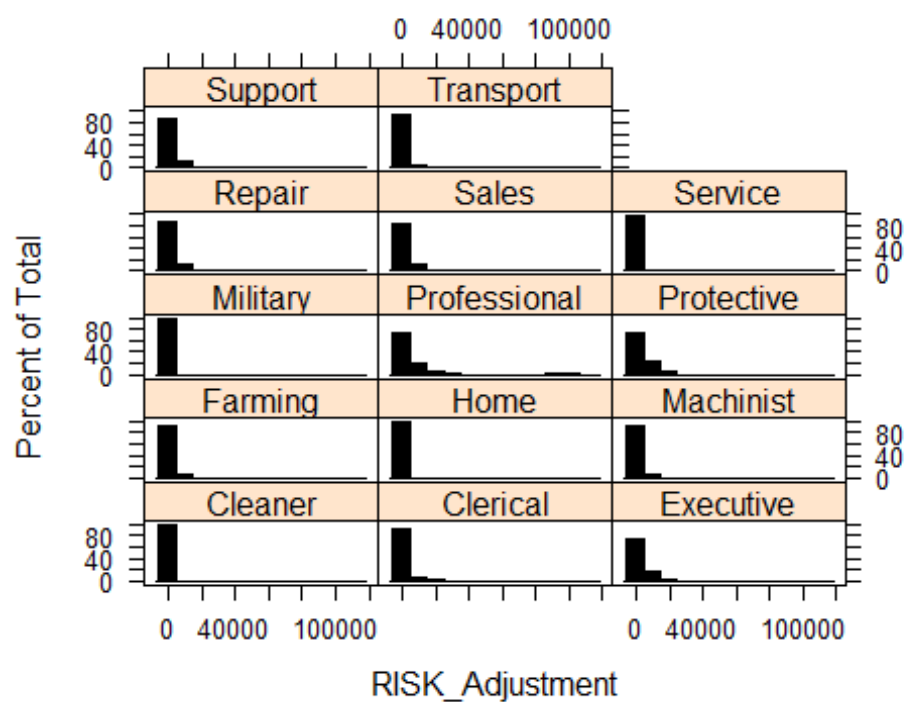 0 40000 100000
Support Transport
80
40
0
Repair Sales Service
80
40
0
Military Professional Protective
80
40
0
Farming Home Machinist
80
40
0
Cleaner Clerical Executive
80
40
0
0 40000 100000 0 40000 100000
Percent of Total
RISK_Adjustment